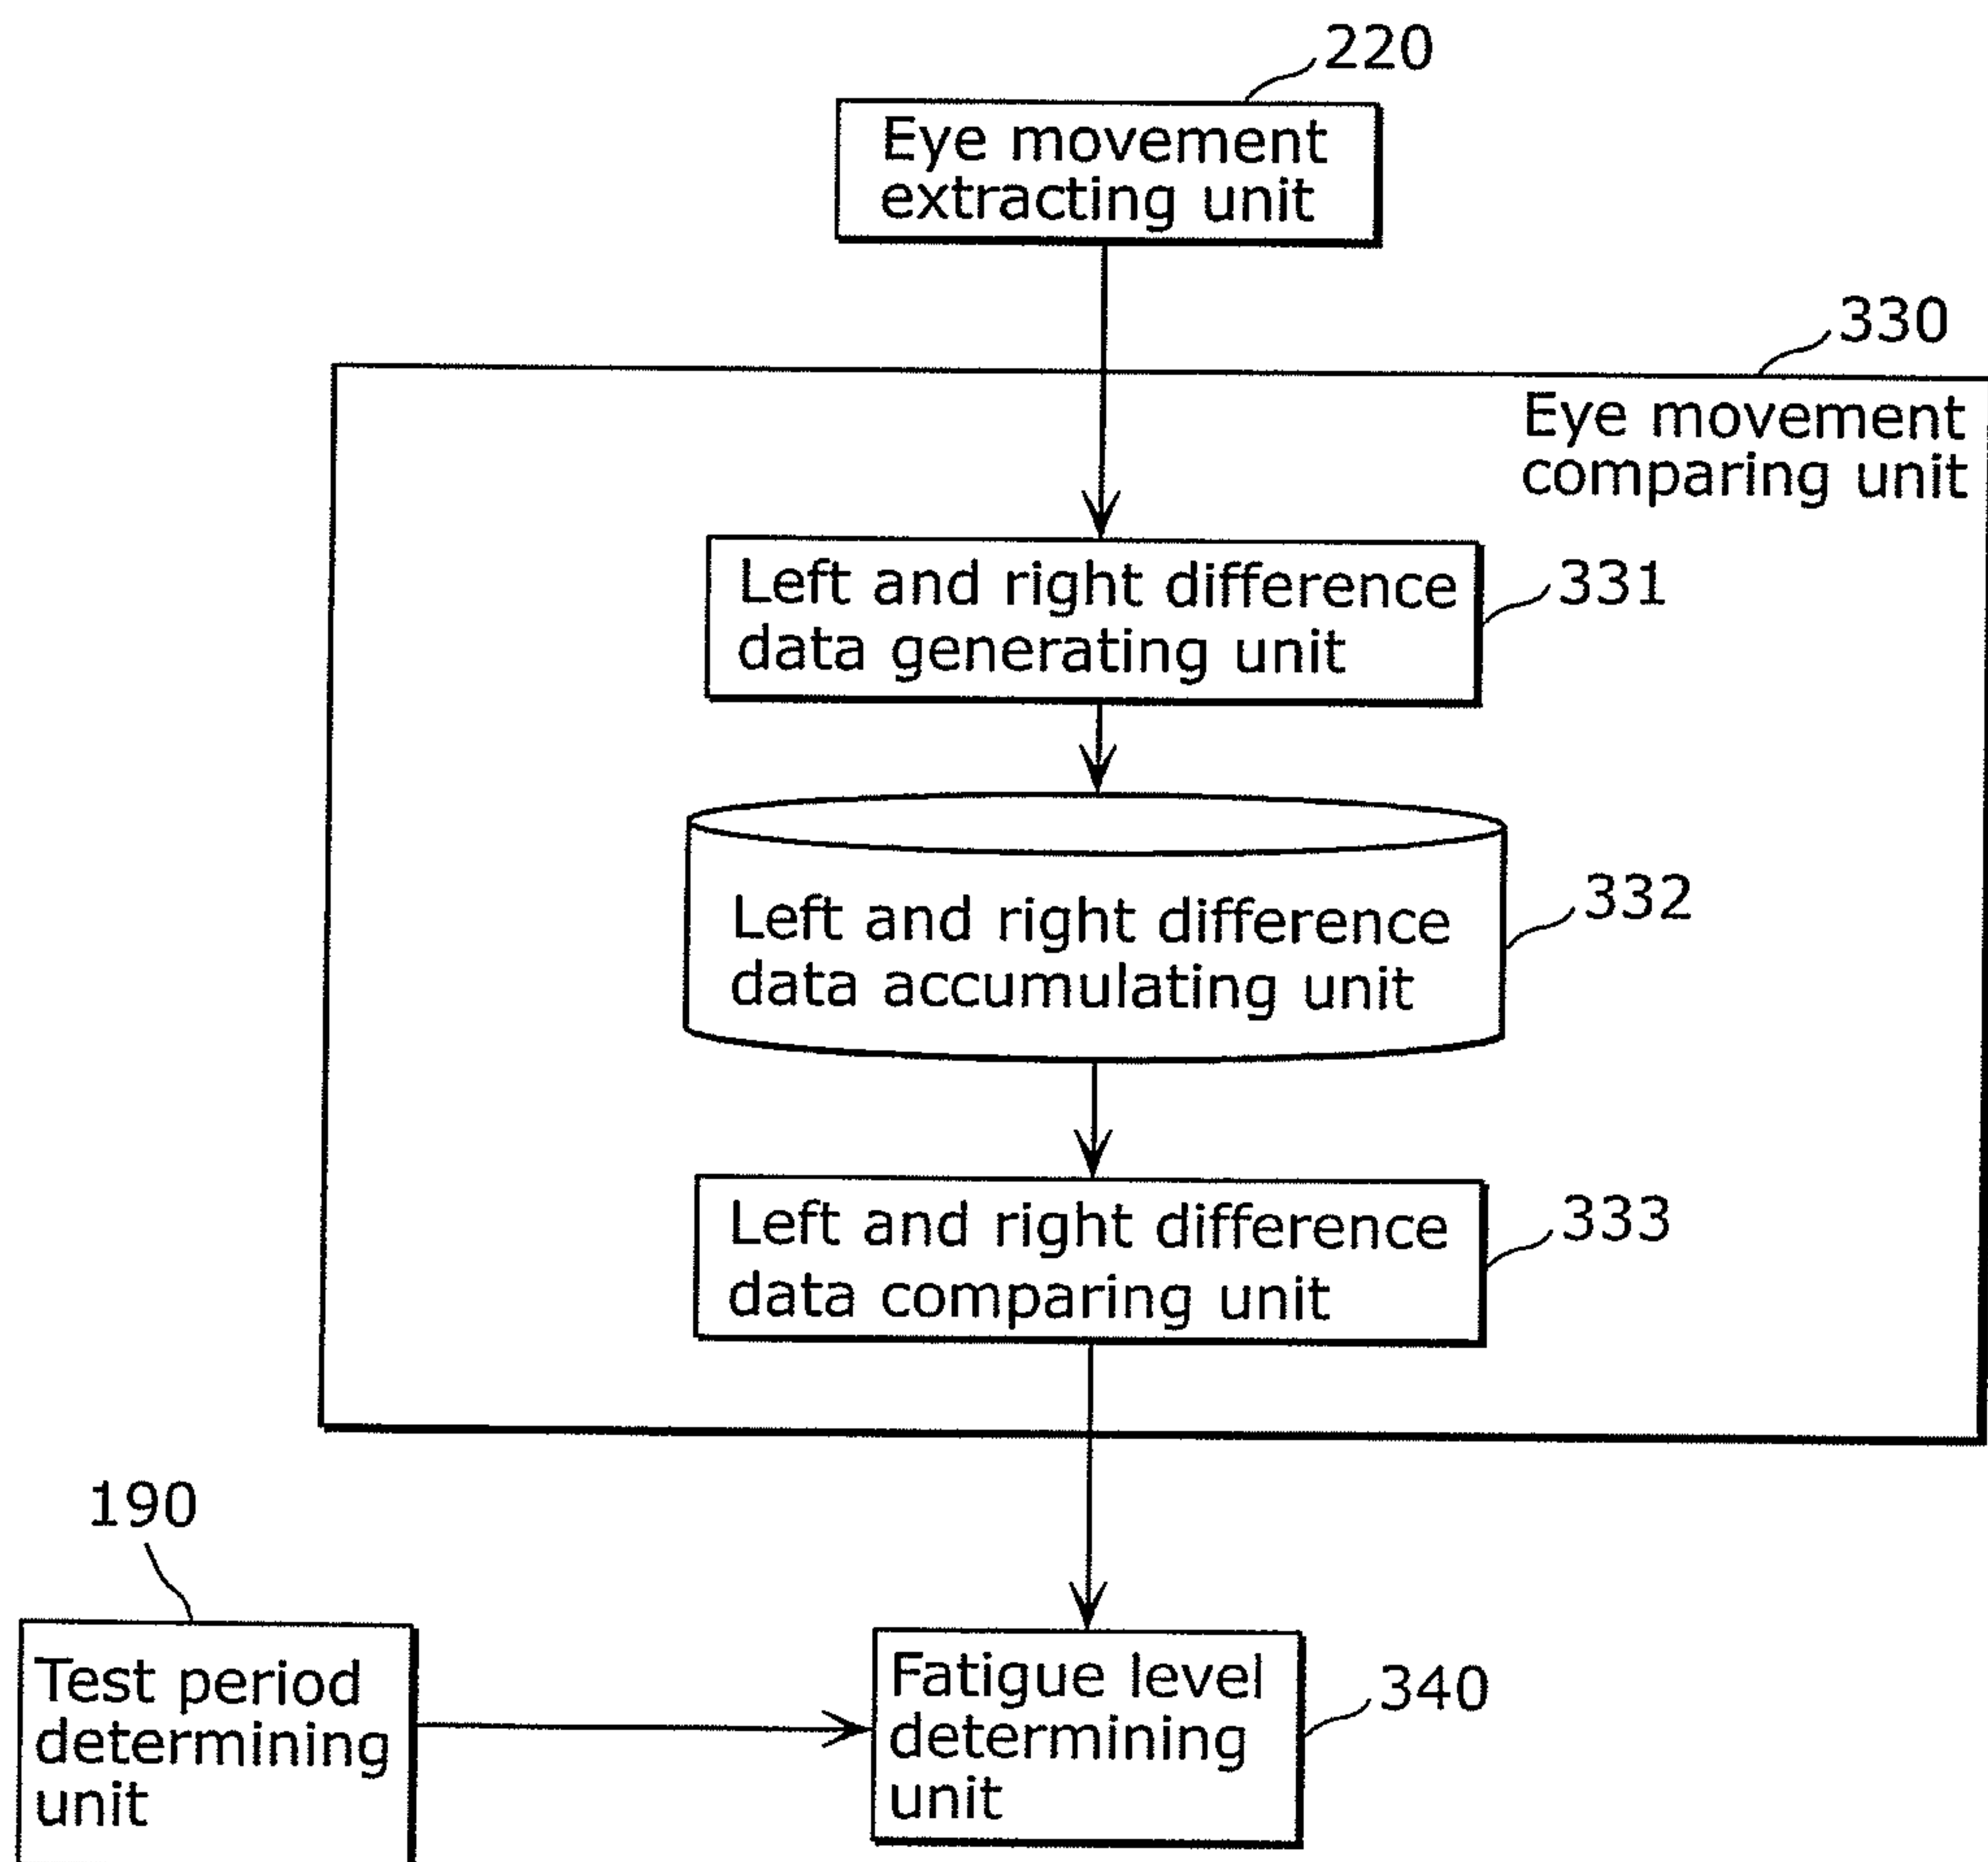 220
Eye movement
extracting unit
330
Eye movement
comparing unit
Left and right difference
data generating unit
331
Left and right difference
data accumulating unit
332
Left and right difference
data comparing unit
333
190
Test period
determining
unit
Fatigue level
determining
unit
340